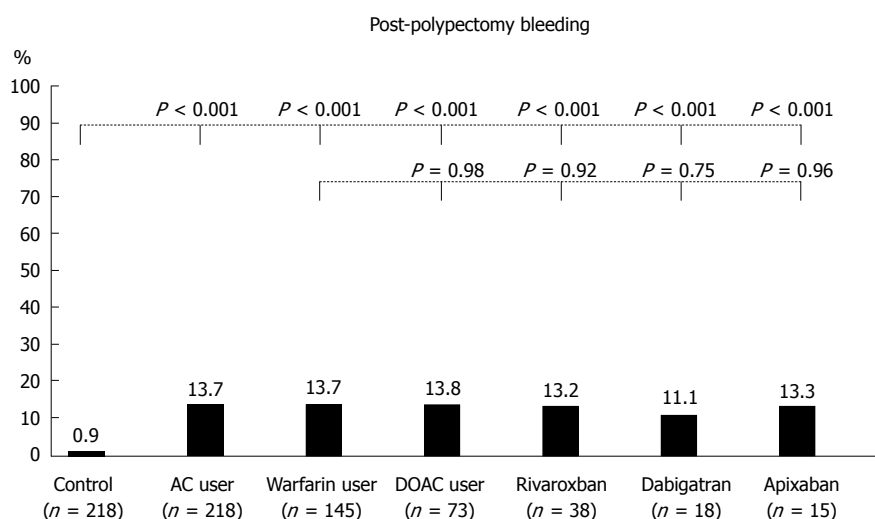 Post-polypectomy bleeding
%
100
90
80
70
60
50
40
30
20
10
0
P < 0.001 P < 0.001 P < 0.001 P < 0.001 P < 0.001 P < 0.001
P = 0.98 P = 0.92 P = 0.75 P = 0.96
0.9 13.7 13.7 13.8 13.2 11.1 13.3
Control AC user Warfarin user DOAC user Rivaroxban Dabigatran Apixaban
(n = 218) (n = 218) (n = 145) (n = 73) (n = 38) (n = 18) (n = 15)